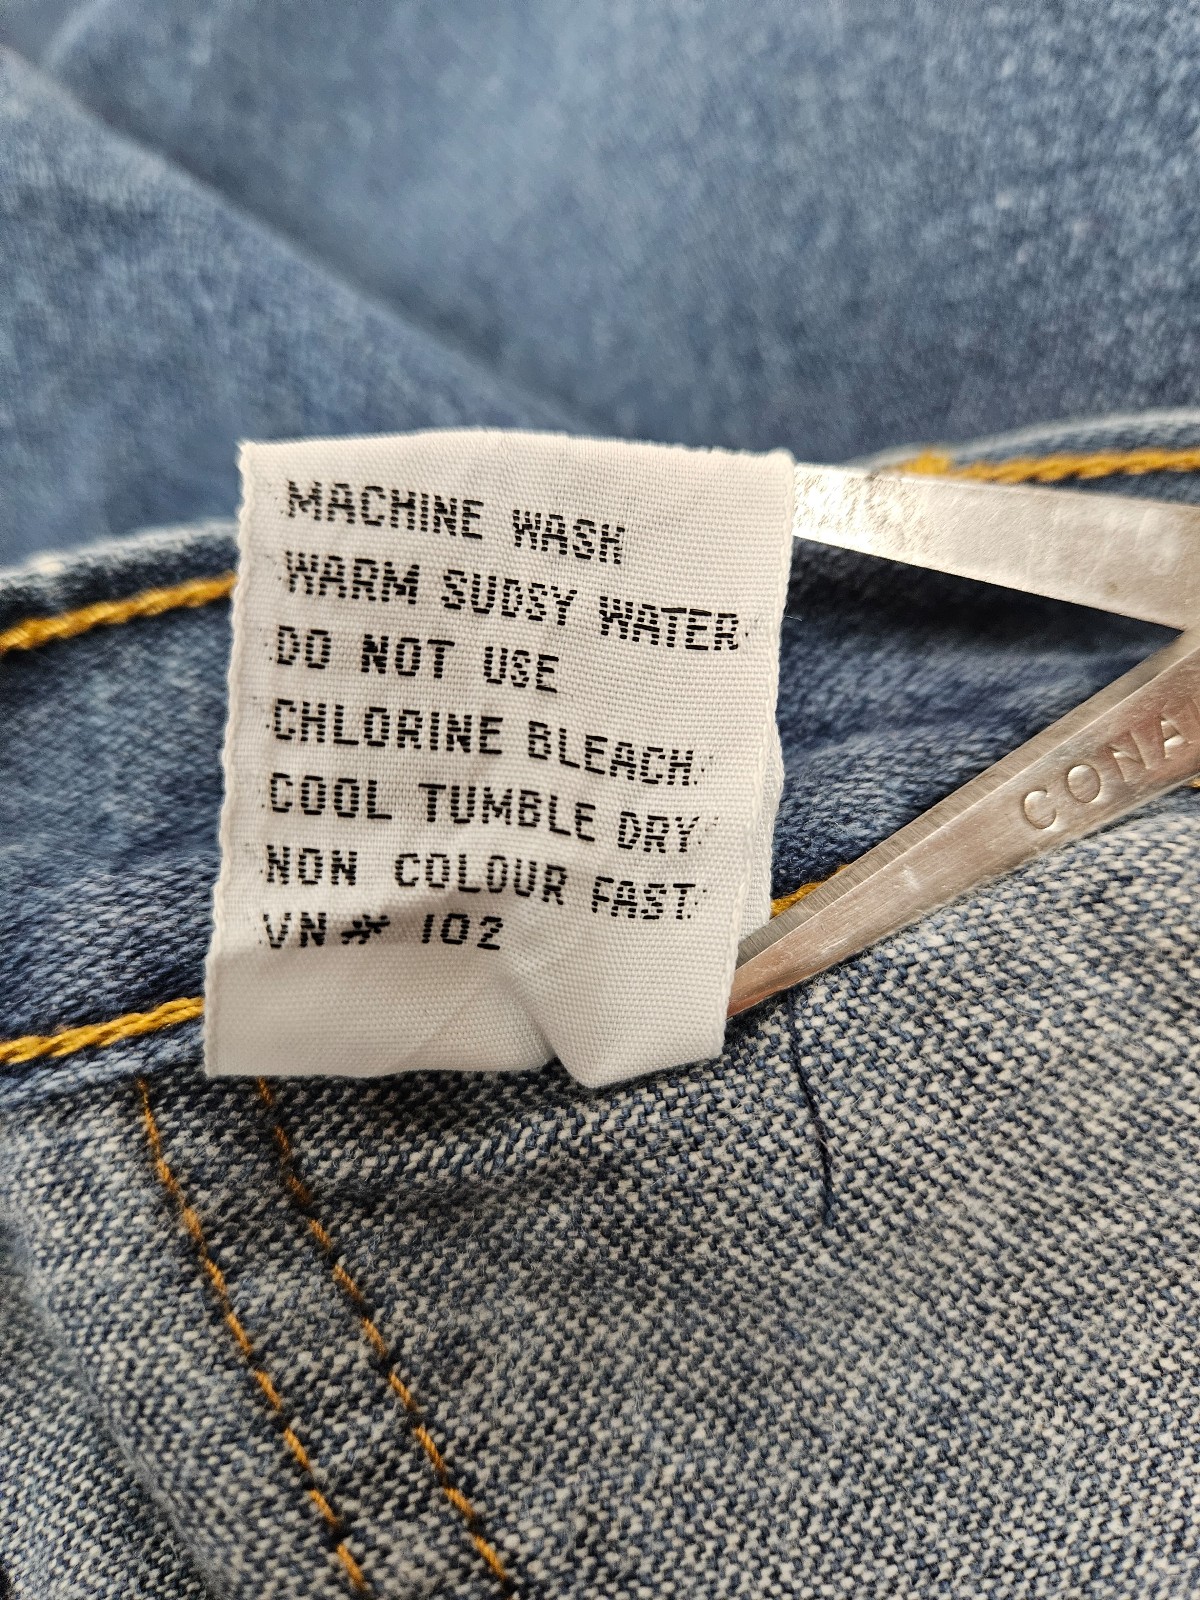 MACHINE WASH
WARM SUDSY WATER
DO NOT USE
CHLORINE BLEACH
COOL TUMBLE DRY
NON COLOUR FAST
VN# 102
CONA